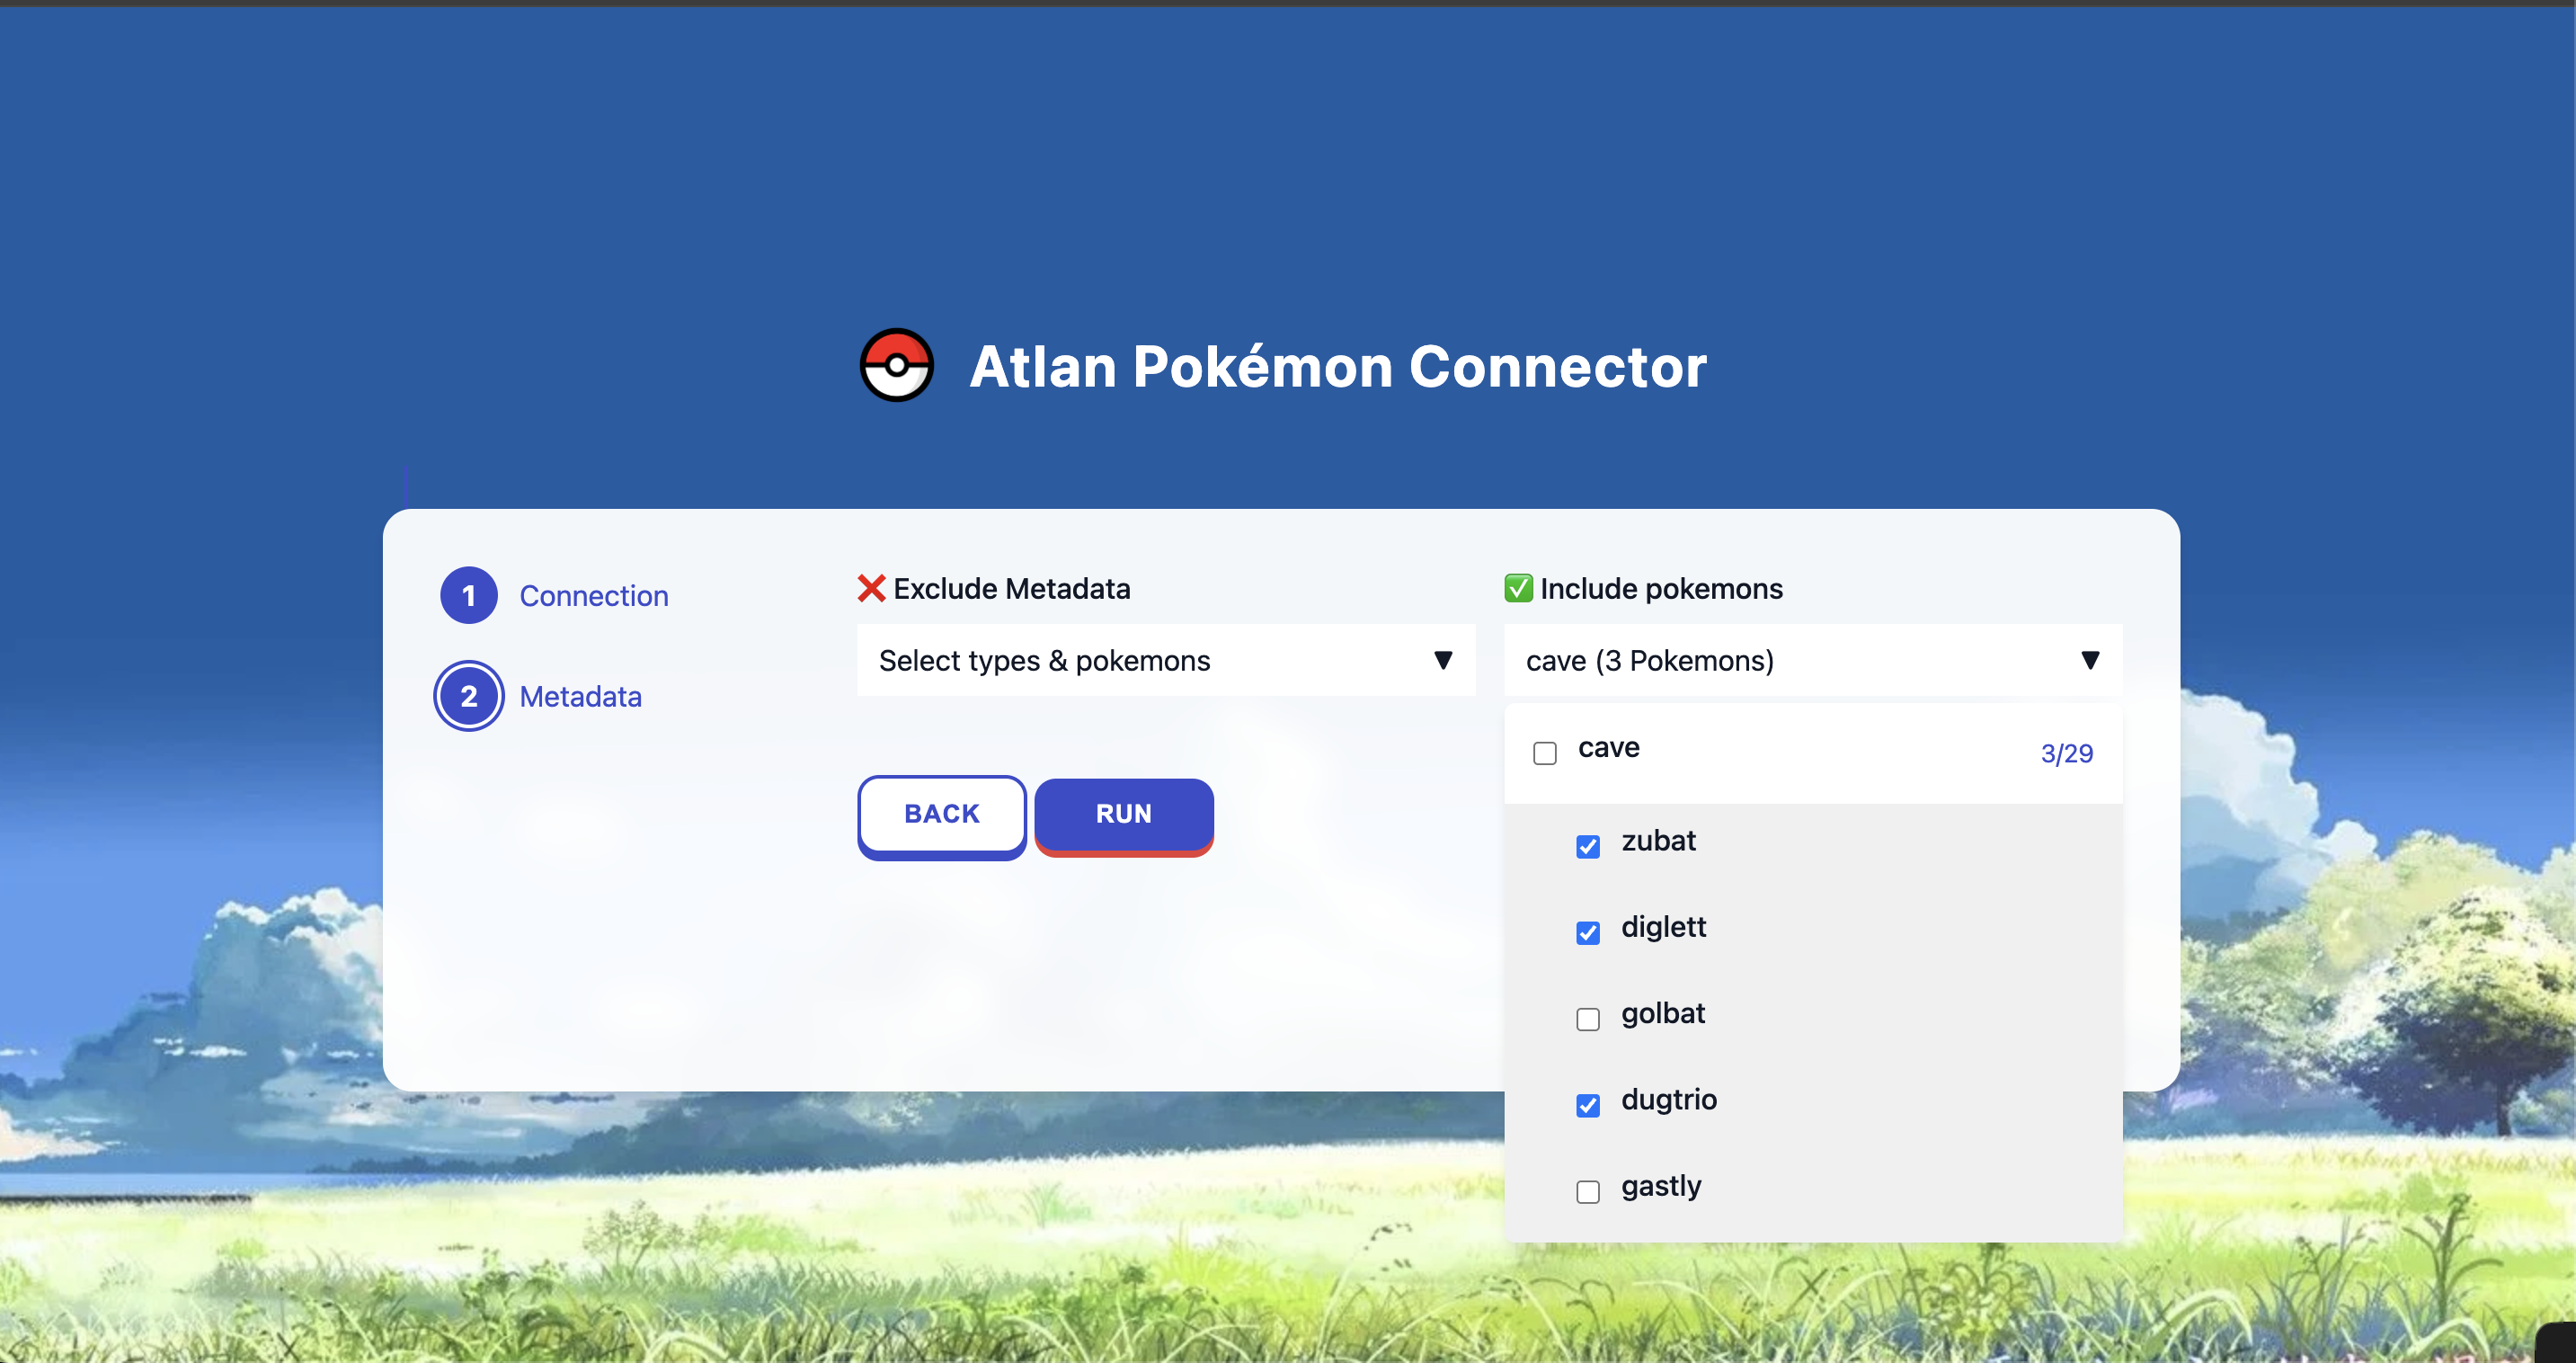 Atlan Pokémon Connector
1 Connection
2 Metadata
❌ Exclude Metadata
Select types & pokemons ▼
BACK RUN
✅ Include pokemons
cave (3 Pokemons) ▼
cave 3/29
zubat
diglett
golbat
dugtrio
gastly